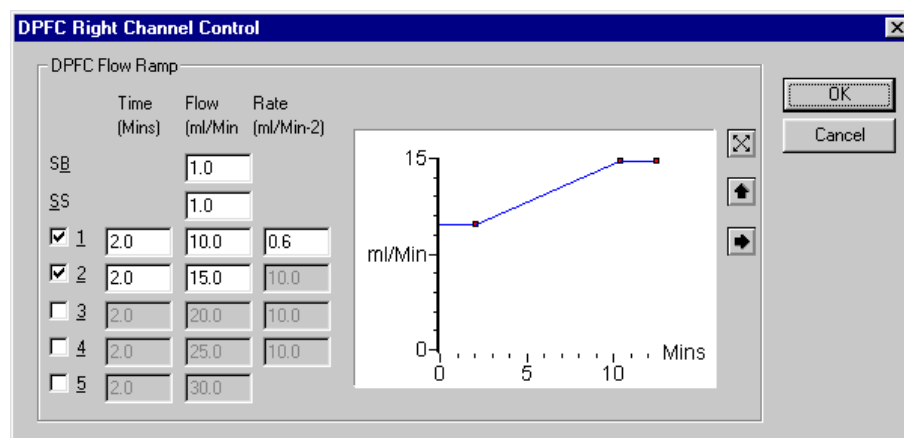 DPFC Right Channel Control
DPFC Flow Ramp
Time Flow Rate
(Mins) (ml/Min (ml/Min-2)
SB 1.0
SS 1.0
1 2.0 10.0 0.6
2 2.0 15.0 10.0
3 2.0 20.0 10.0
4 2.0 25.0 10.0
5 2.0 30.0
15
ml/Min
0
Mins
0 5 10
OK
Cancel